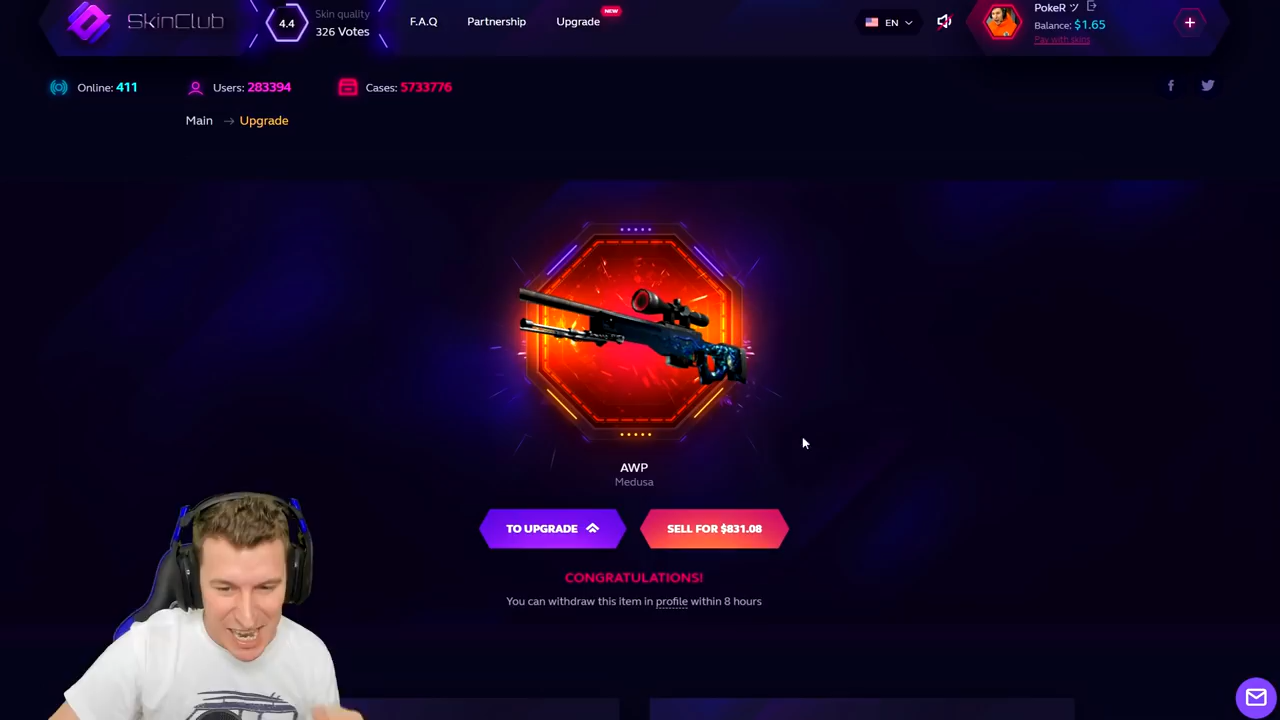 SKINCLUB
4.4
Skin quality
326 Votes
F.A.Q
Partnership
Upgrade
NEW
EN
PokeR ツ
Balance: $1.65
Pay with skins
Online: 411
Users: 283394
Cases: 5733776
Main → Upgrade
AWP
Medusa
TO UPGRADE
SELL FOR $831.08
CONGRATULATIONS!
You can withdraw this item in profile within 8 hours